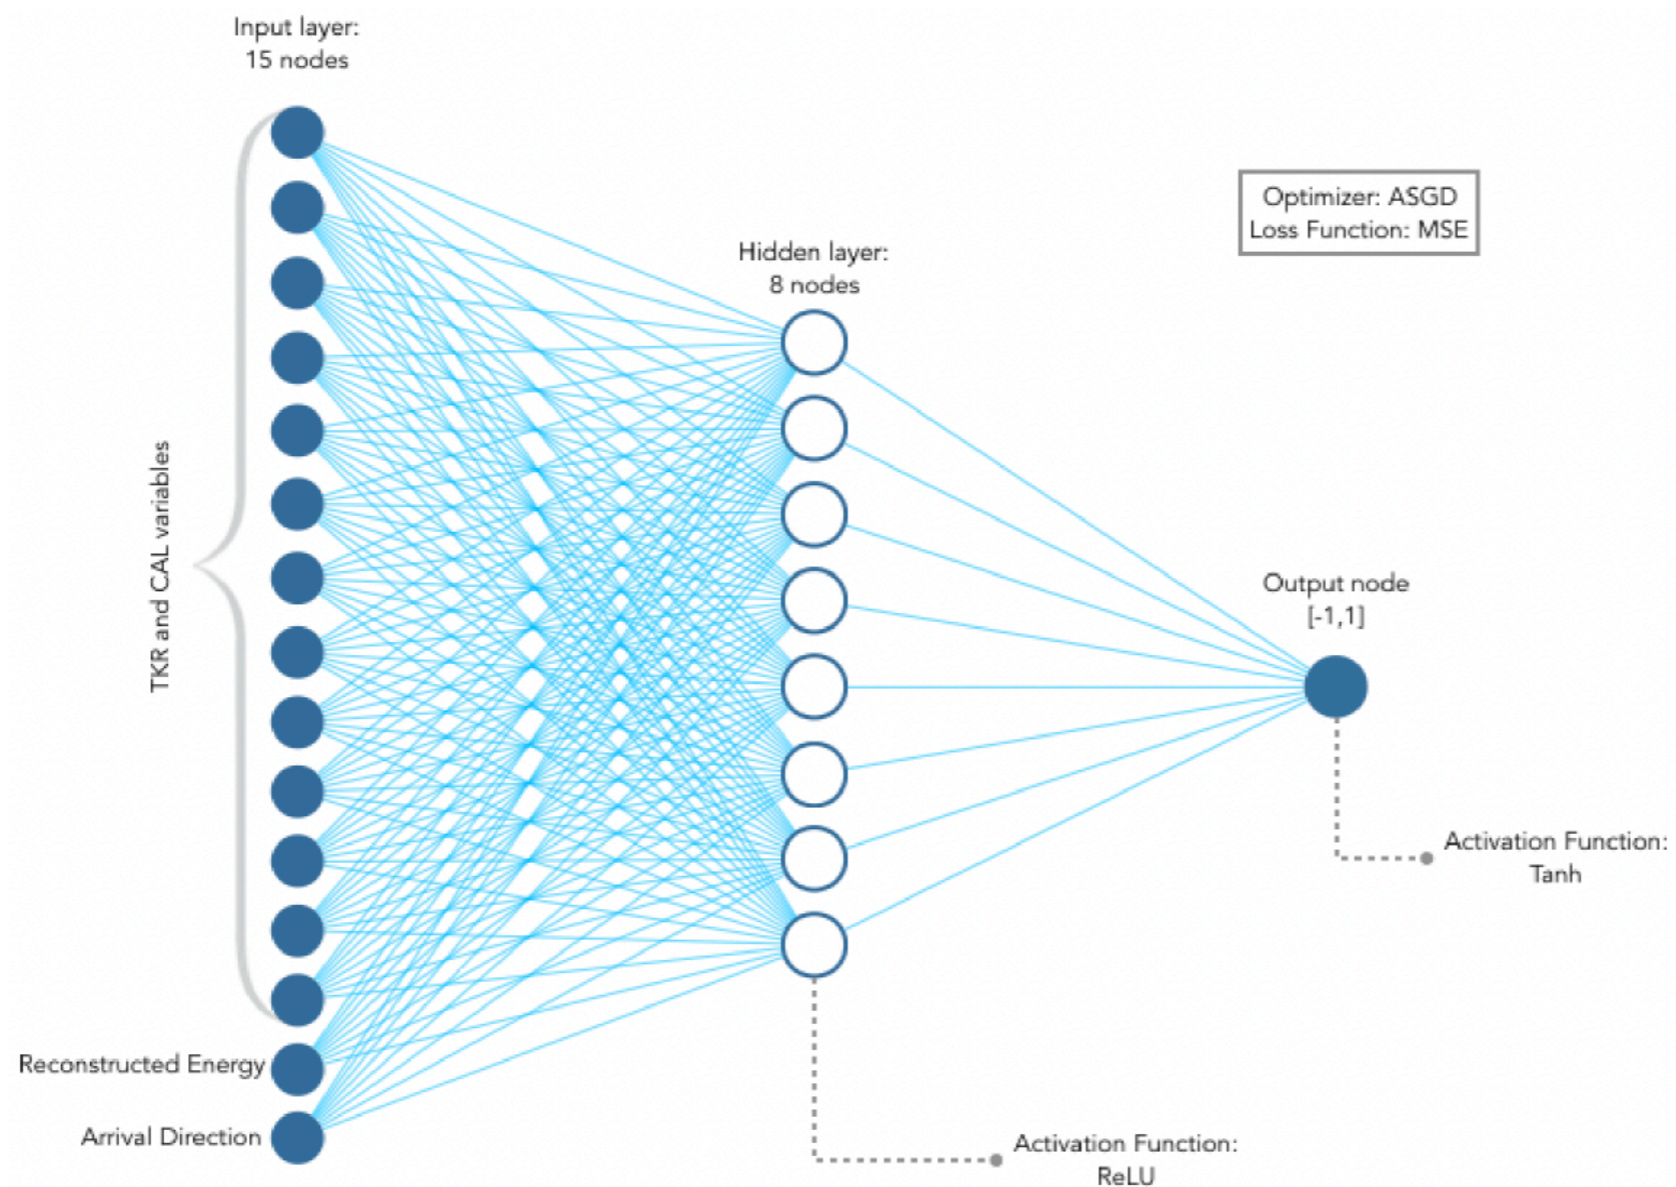 Input layer:
15 nodes
Optimizer: ASGD
Loss Function: MSE
Hidden layer:
8 nodes
TKR and CAL variables
Output node
[-1,1]
Activation Function:
Tanh
Reconstructed Energy
Arrival Direction
Activation Function:
ReLU